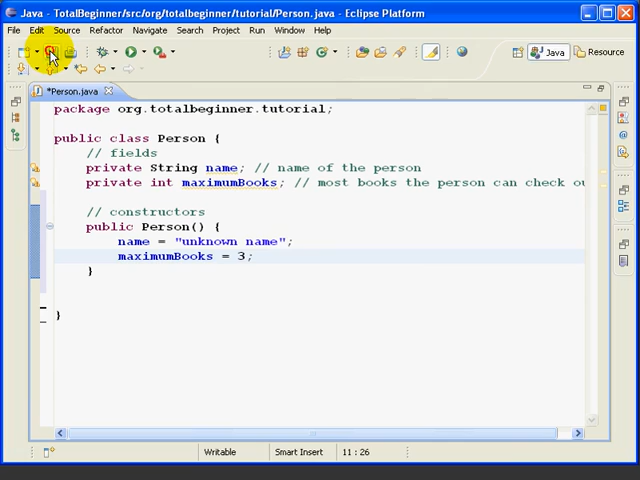 Java - TotalBeginner/src/org/totalbeginner/tutorial/Person.java - Eclipse Platform
File Edit Source Refactor Navigate Search Project Run Window Help
Java Resource
*Person.java
package org.totalbeginner.tutorial;
public class Person {
// fields
private String name; // name of the person
private int maximumBooks; // most books the person can check ou
// constructors
public Person() {
name = "unknown name";
maximumBooks = 3;
}
}
Writable Smart Insert 11 : 26